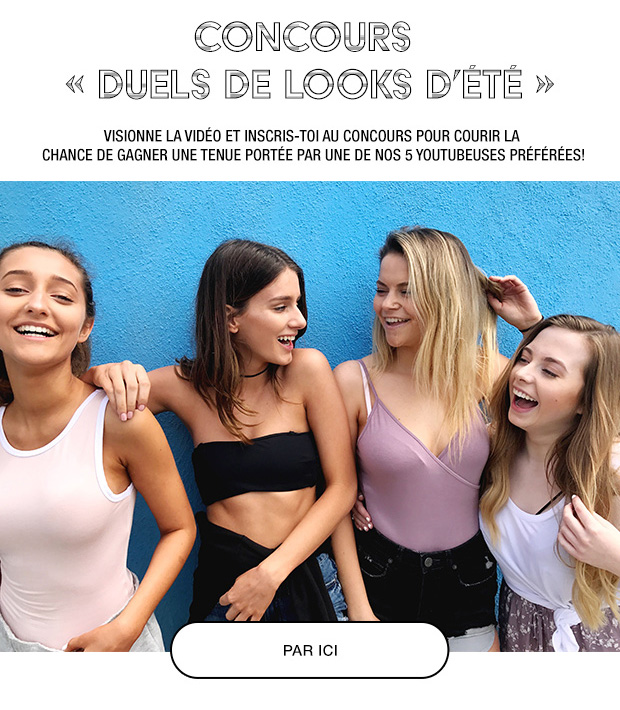 CONCOURS
« DUELS DE LOOKS D'ÉTÉ »
VISIONNE LA VIDÉO ET INSCRIS-TOI AU CONCOURS POUR COURIR LA
CHANCE DE GAGNER UNE TENUE PORTÉE PAR UNE DE NOS 5 YOUTUBEUSES PRÉFÉRÉES!
PAR ICI